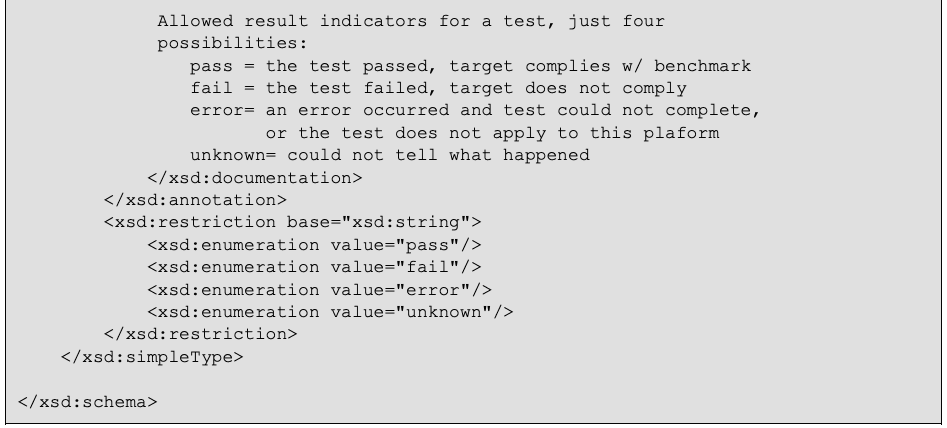 Allowed result indicators for a test, just four
possibilities:
pass = the test passed, target complies w/ benchmark
fail = the test failed, target does not comply
error= an error occurred and test could not complete,
or the test does not apply to this plaform
unknown= could not tell what happened
</xsd:documentation>
</xsd:annotation>
<xsd:restriction base="xsd:string">
<xsd:enumeration value="pass"/>
<xsd:enumeration value="fail"/>
<xsd:enumeration value="error"/>
<xsd:enumeration value="unknown"/>
</xsd:restriction>
</xsd:simpleType>
</xsd:schema>